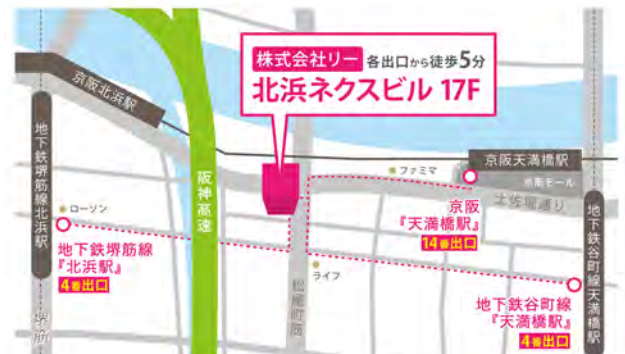 株式会社リー 各出口から徒歩5分
北浜ネクスビル 17F
京阪北浜駅
地下鉄堺筋線北浜駅
阪神高速
ファミマ
京阪天満橋駅
京阪モール
土佐堀通り
ローソン
京阪
『天満橋駅』
14番出口
地下鉄堺筋線
『北浜駅』
4番出口
ライフ
松屋町筋
地下鉄谷町線天満橋駅
地下鉄谷町線
『天満橋駅』
4番出口
堺筋